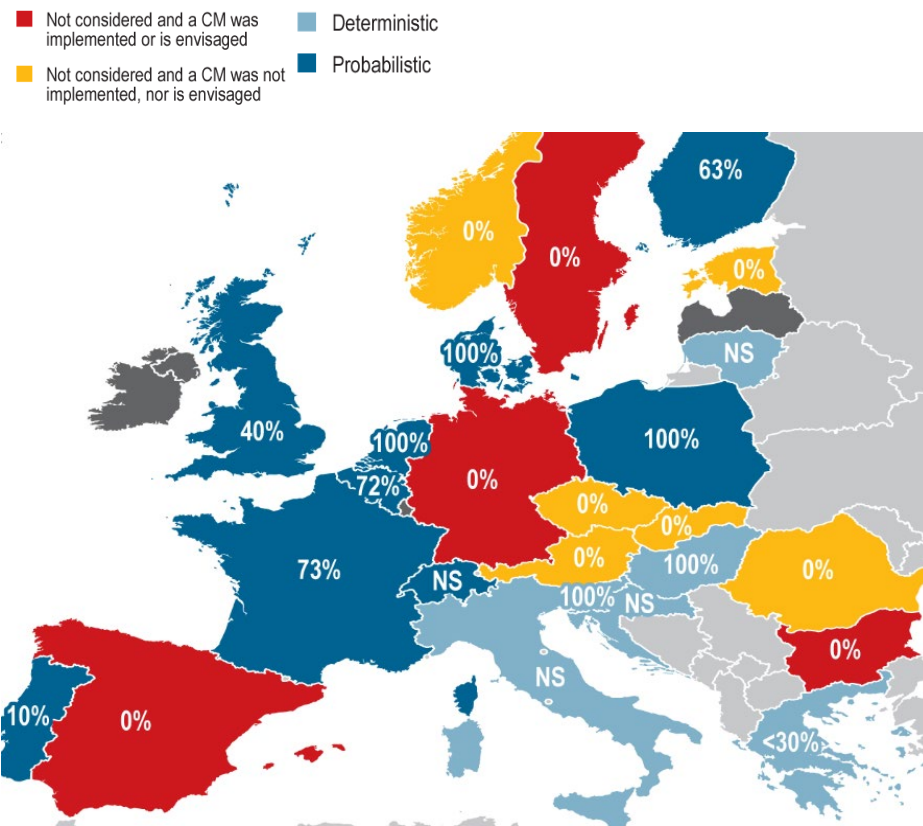 Not considered and a CM was
implemented or is envisaged
Not considered and a CM was not
implemented, nor is envisaged
Deterministic
Probabilistic
63%
0%
0%
0%
NS
100%
40%
100%
100%
72%
0%
0%
0%
73%
NS
0%
100%
0%
100%
NS
0%
NS
10%
0%
<30%